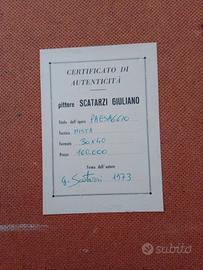 CERTIFICATO DI
AUTENTICITÀ
pittore SCATARZI GIULIANO
Titolo dell'opera PAESAGGIO
Tecnica MISTA
Formato 30x40
Prezzo 160.000
Firma dell'autore
G. Scatarzi 1973
subito